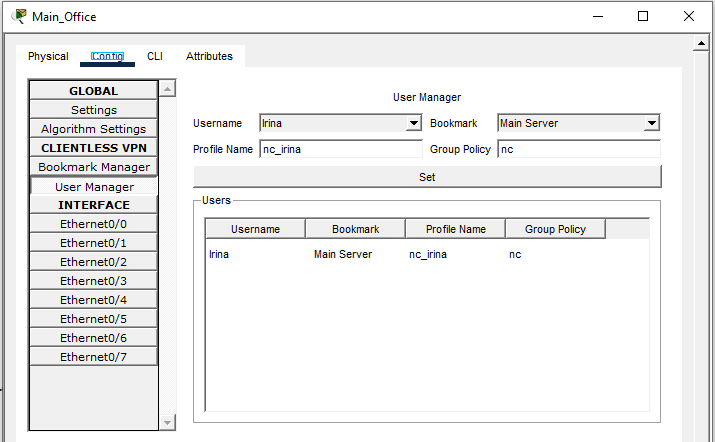 Main_Office
Physical Config CLI Attributes
GLOBAL
Settings
Algorithm Settings
CLIENTLESS VPN
Bookmark Manager
User Manager
INTERFACE
Ethernet0/0
Ethernet0/1
Ethernet0/2
Ethernet0/3
Ethernet0/4
Ethernet0/5
Ethernet0/6
Ethernet0/7
User Manager
Username Irina Bookmark Main Server
Profile Name nc_irina Group Policy nc
Set
Users
Username Bookmark Profile Name Group Policy
Irina Main Server nc_irina nc